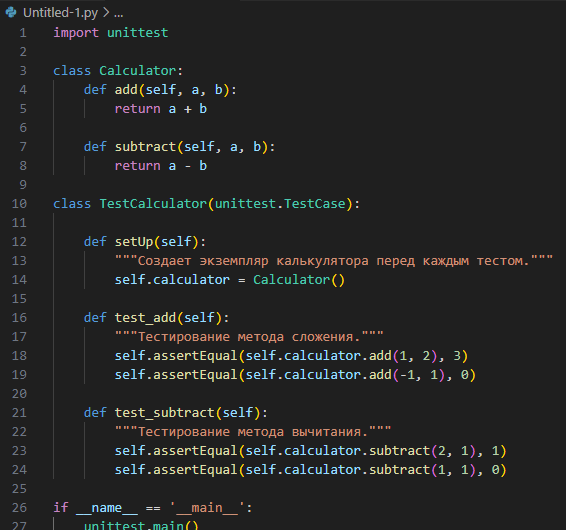 Untitled-1.py > ...
1 import unittest
2
3 class Calculator:
4     def add(self, a, b):
5         return a + b
6
7     def subtract(self, a, b):
8         return a - b
9
10 class TestCalculator(unittest.TestCase):
11
12     def setUp(self):
13         """Создает экземпляр калькулятора перед каждым тестом."""
14         self.calculator = Calculator()
15
16     def test_add(self):
17         """Тестирование метода сложения."""
18         self.assertEqual(self.calculator.add(1, 2), 3)
19         self.assertEqual(self.calculator.add(-1, 1), 0)
20
21     def test_subtract(self):
22         """Тестирование метода вычитания."""
23         self.assertEqual(self.calculator.subtract(2, 1), 1)
24         self.assertEqual(self.calculator.subtract(1, 1), 0)
25
26 if __name__ == '__main__':
27     unittest.main()